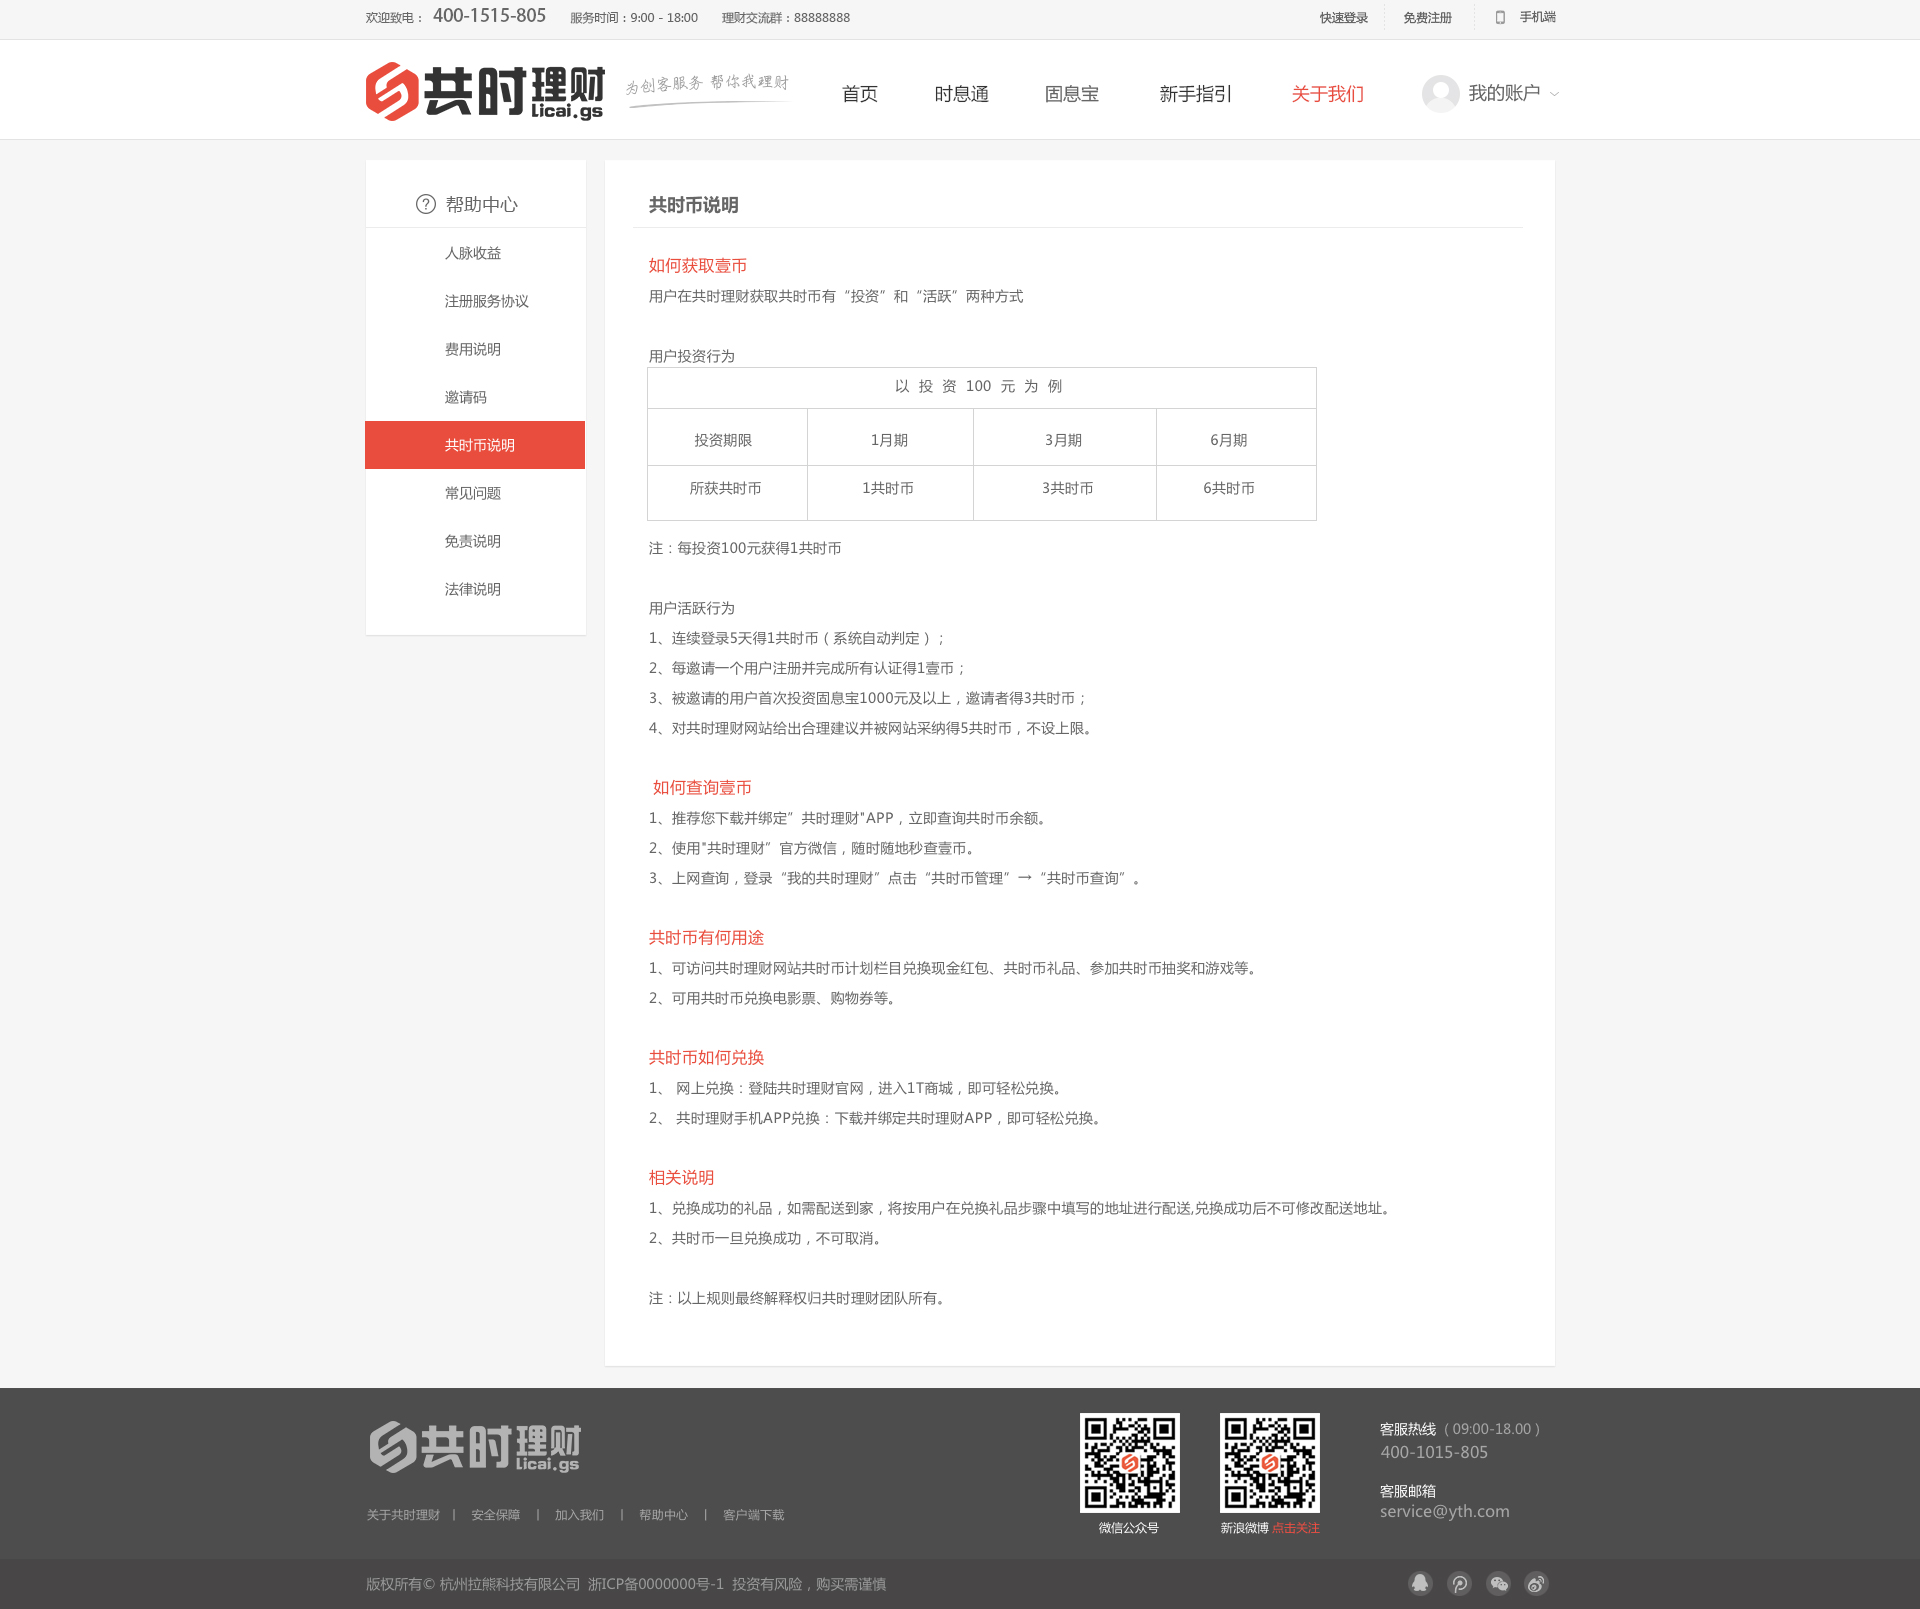 欢迎致电： 400-1515-805 服务时间：9:00 - 18:00 理财交流群：88888888 快速登录 免费注册 手机端
共时理财 Licai.gs 为创客服务 帮你我理财 首页 时息通 固息宝 新手指引 关于我们 我的账户
帮助中心
人脉收益
注册服务协议
费用说明
邀请码
共时币说明
常见问题
免责说明
法律说明
共时币说明
如何获取壹币
用户在共时理财获取共时币有“投资”和“活跃”两种方式
用户投资行为
以 投 资 100 元 为 例
投资期限 1月期 3月期 6月期
所获共时币 1共时币 3共时币 6共时币
注：每投资100元获得1共时币
用户活跃行为
1、连续登录5天得1共时币（系统自动判定）；
2、每邀请一个用户注册并完成所有认证得1壹币；
3、被邀请的用户首次投资固息宝1000元及以上，邀请者得3共时币；
4、对共时理财网站给出合理建议并被网站采纳得5共时币，不设上限。
如何查询壹币
1、推荐您下载并绑定”共时理财"APP，立即查询共时币余额。
2、使用"共时理财”官方微信，随时随地秒查壹币。
3、上网查询，登录“我的共时理财”点击“共时币管理”→“共时币查询”。
共时币有何用途
1、可访问共时理财网站共时币计划栏目兑换现金红包、共时币礼品、参加共时币抽奖和游戏等。
2、可用共时币兑换电影票、购物券等。
共时币如何兑换
1、 网上兑换：登陆共时理财官网，进入1T商城，即可轻松兑换。
2、 共时理财手机APP兑换：下载并绑定共时理财APP，即可轻松兑换。
相关说明
1、兑换成功的礼品，如需配送到家，将按用户在兑换礼品步骤中填写的地址进行配送,兑换成功后不可修改配送地址。
2、共时币一旦兑换成功，不可取消。
注：以上规则最终解释权归共时理财团队所有。
共时理财 Licai.gs
关于共时理财 | 安全保障 | 加入我们 | 帮助中心 | 客户端下载
微信公众号
新浪微博 点击关注
客服热线（09:00-18.00）
400-1015-805
客服邮箱
service@yth.com
版权所有© 杭州拉熊科技有限公司 浙ICP备0000000号-1 投资有风险，购买需谨慎